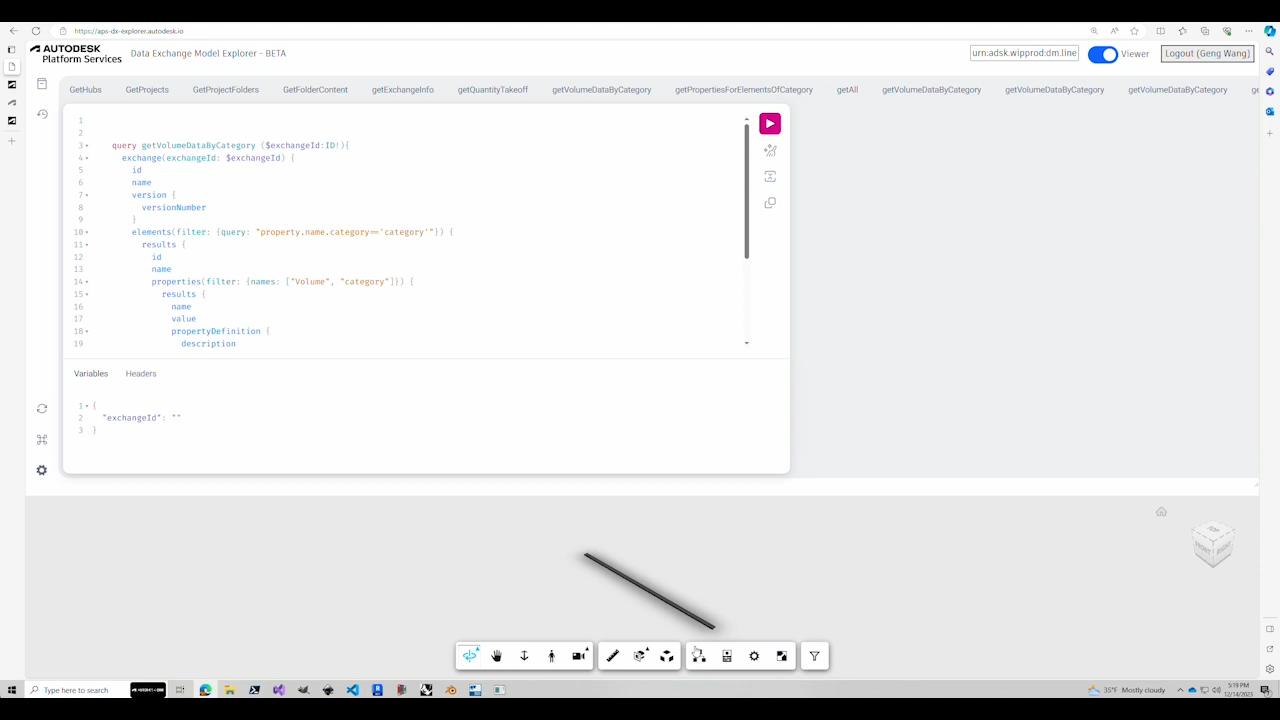 https://aps-dx-explorer.autodesk.io
AUTODESK
Platform Services
Data Exchange Model Explorer - BETA
urn:adsk.wipprod:dm.line
Viewer
Logout (Geng Wang)
GetHubs
GetProjects
GetProjectFolders
GetFolderContent
getExchangeInfo
getQuantityTakeoff
getVolumeDataByCategory
getPropertiesForElementsOfCategory
getAll
getVolumeDataByCategory
getVolumeDataByCategory
getVolumeDataByCategory
ge
1
2
3 query getVolumeDataByCategory ($exchangeId:ID!){
4 exchange(exchangeId: $exchangeId) {
5 id
6 name
7 version {
8 versionNumber
9 }
10 elements(filter: {query: "property.name.category=='category'"}) {
11 results {
12 id
13 name
14 properties(filter: {names: ["Volume", "category"]}) {
15 results {
16 name
17 value
18 propertyDefinition {
19 description
Variables
Headers
1 {
2 "exchangeId": ""
3 }
TOP
FRONT
RIGHT
Type here to search
AUTODESK
35°F Mostly cloudy
5:19 PM
12/14/2023